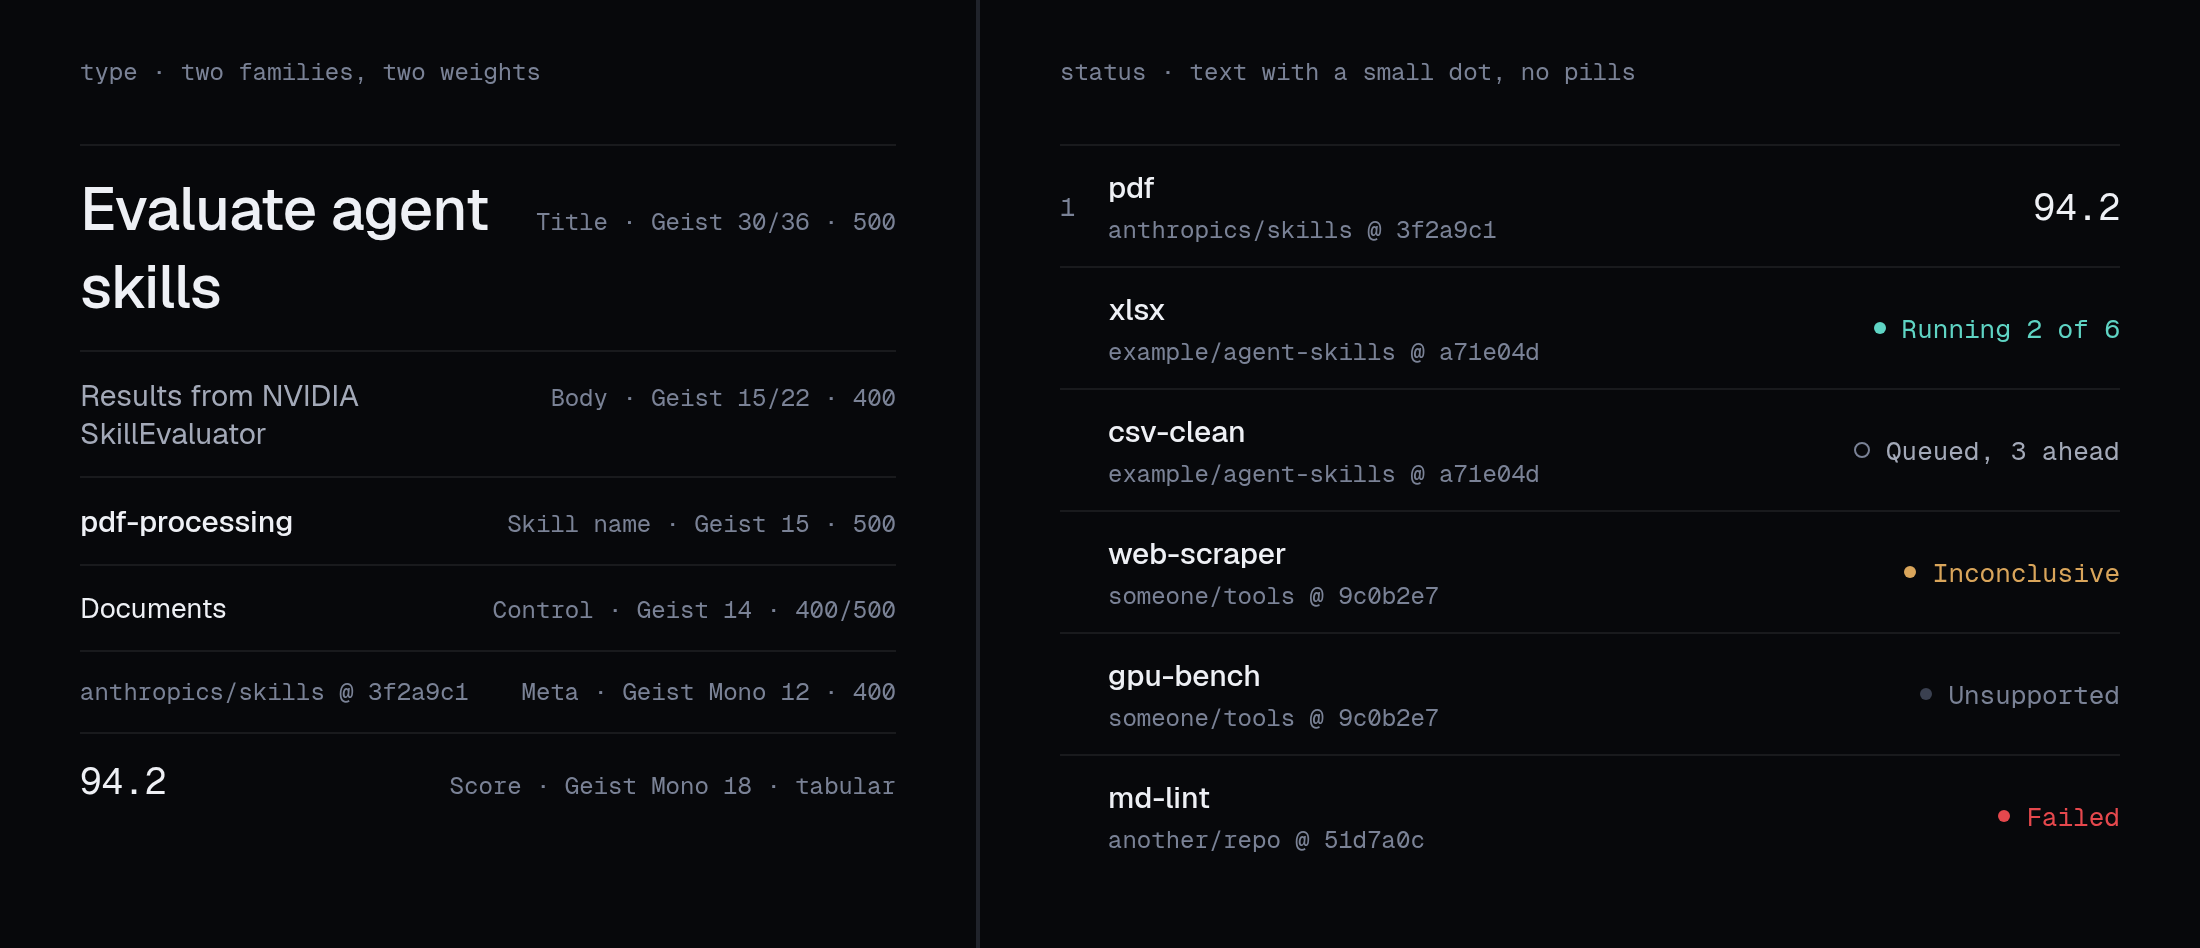 type · two families, two weights
Evaluate agent
skills
Title · Geist 30/36 · 500
Results from NVIDIA
SkillEvaluator
Body · Geist 15/22 · 400
pdf-processing
Skill name · Geist 15 · 500
Documents
Control · Geist 14 · 400/500
anthropics/skills @ 3f2a9c1
Meta · Geist Mono 12 · 400
94.2
Score · Geist Mono 18 · tabular
status · text with a small dot, no pills
1
pdf
anthropics/skills @ 3f2a9c1
94.2
xlsx
example/agent-skills @ a71e04d
Running 2 of 6
csv-clean
example/agent-skills @ a71e04d
Queued, 3 ahead
web-scraper
someone/tools @ 9c0b2e7
Inconclusive
gpu-bench
someone/tools @ 9c0b2e7
Unsupported
md-lint
another/repo @ 51d7a0c
Failed